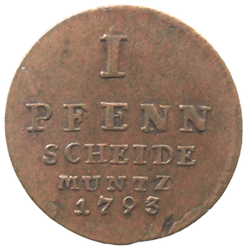 I
PFENN
SCHEIDE
MUNTZ
1793